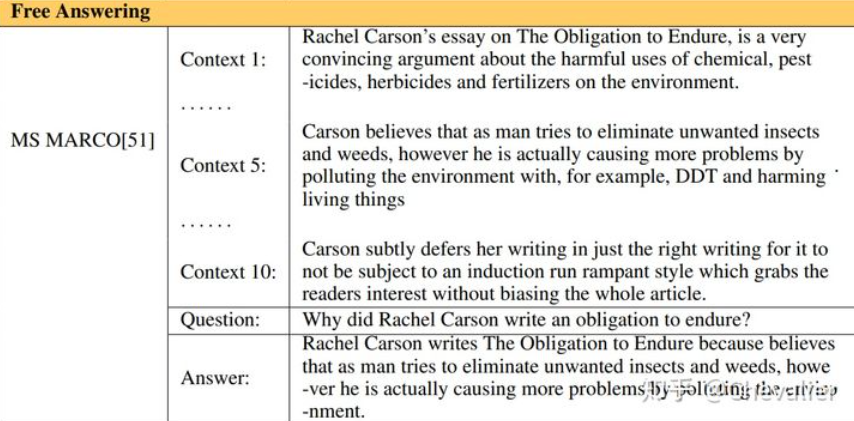 Free Answering
MS MARCO[51]
Context 1:
Rachel Carson's essay on The Obligation to Endure, is a very
convincing argument about the harmful uses of chemical, pest
-icides, herbicides and fertilizers on the environment.
......
Context 5:
Carson believes that as man tries to eliminate unwanted insects
and weeds, however he is actually causing more problems by
polluting the environment with, for example, DDT and harming
living things
......
Context 10:
Carson subtly defers her writing in just the right writing for it to
not be subject to an induction run rampant style which grabs the
readers interest without biasing the whole article.
Question:
Why did Rachel Carson write an obligation to endure?
Answer:
Rachel Carson writes The Obligation to Endure because believes
that as man tries to eliminate unwanted insects and weeds, howe
-ver he is actually causing more problems by polluting the enviro
-nment.
知乎 @Chevalier